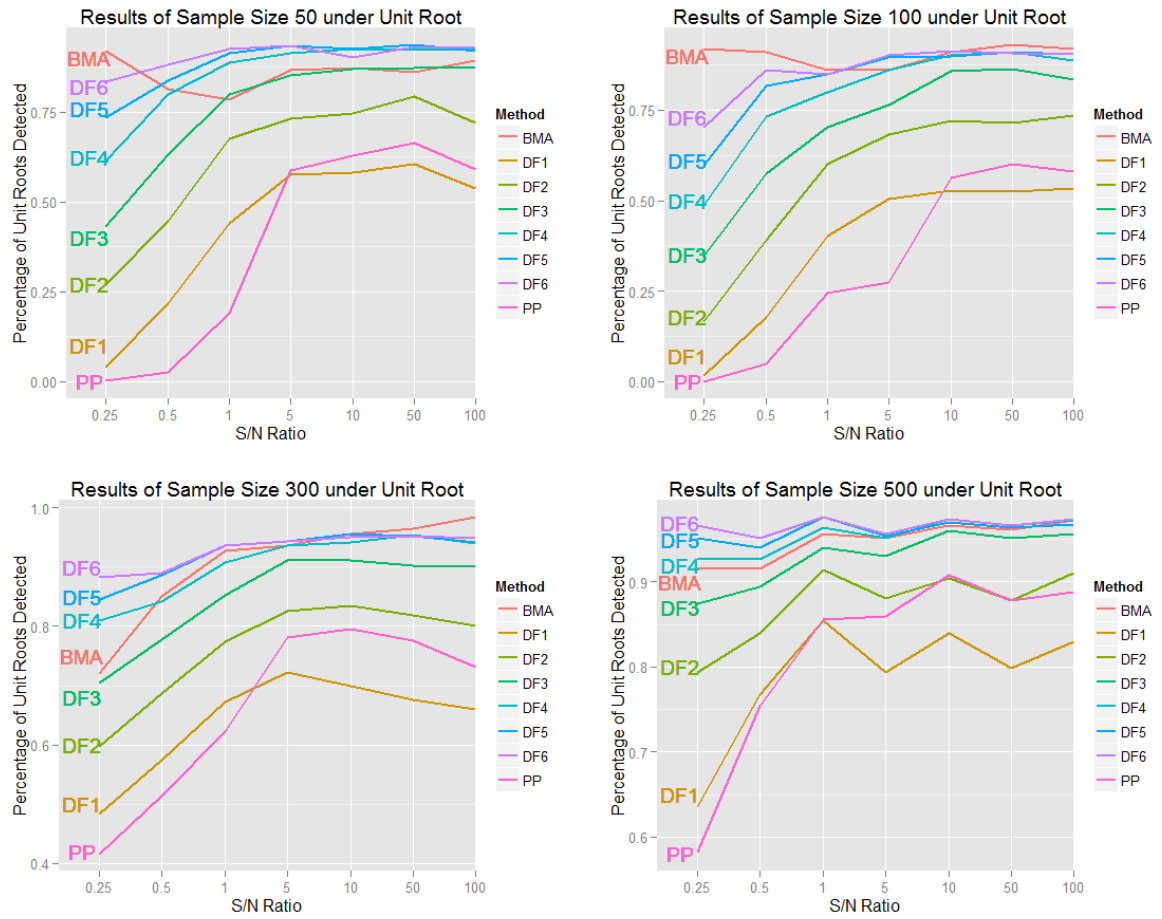 Results of Sample Size 50 under Unit Root
Percentage of Unit Roots Detected
0.75
0.50
0.25
0.00
BMA
DF6
DF5
DF4
DF3
DF2
DF1
PP
0.25 0.5 1 5 10 50 100
S/N Ratio
Method
BMA
DF1
DF2
DF3
DF4
DF5
DF6
PP
Results of Sample Size 100 under Unit Root
Percentage of Unit Roots Detected
0.75
0.50
0.25
0.00
BMA
DF6
DF5
DF4
DF3
DF2
DF1
PP
0.25 0.5 1 5 10 50 100
S/N Ratio
Method
BMA
DF1
DF2
DF3
DF4
DF5
DF6
PP
Results of Sample Size 300 under Unit Root
Percentage of Unit Roots Detected
1.0
0.8
0.6
0.4
DF6
DF5
DF4
BMA
DF3
DF2
DF1
PP
0.25 0.5 1 5 10 50 100
S/N Ratio
Method
BMA
DF1
DF2
DF3
DF4
DF5
DF6
PP
Results of Sample Size 500 under Unit Root
Percentage of Unit Roots Detected
0.9
0.8
0.7
0.6
DF6
DF5
DF4
BMA
DF3
DF2
DF1
PP
0.25 0.5 1 5 10 50 100
S/N Ratio
Method
BMA
DF1
DF2
DF3
DF4
DF5
DF6
PP